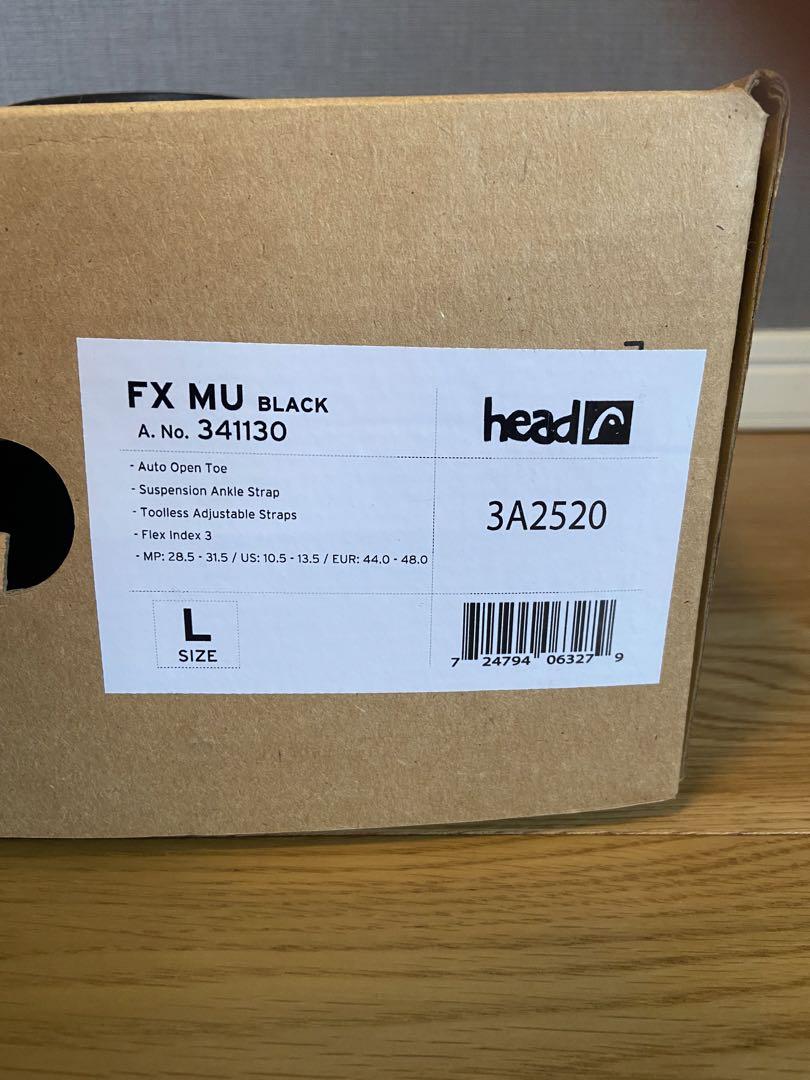 FX MU BLACK
A. No. 341130
- Auto Open Toe
- Suspension Ankle Strap
- Toolless Adjustable Straps
- Flex Index 3
- MP: 28.5 - 31.5 / US: 10.5 - 13.5 / EUR: 44.0 - 48.0
L
SIZE
head
3A2520
7 24794 06327 9